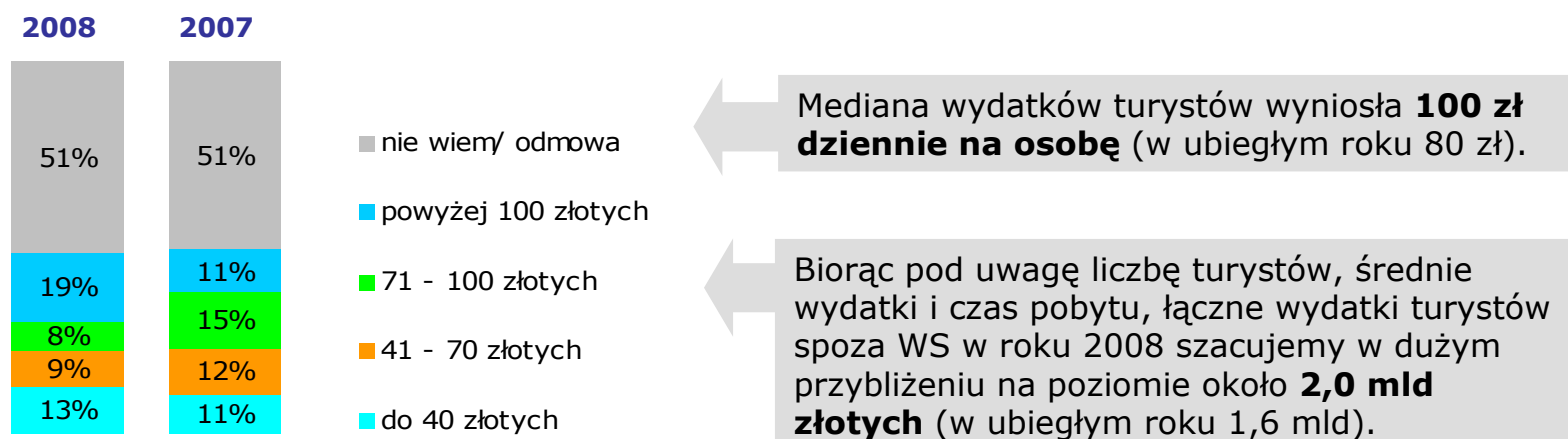 2008 2007
51% 51%
19% 11%
8% 15%
9% 12%
13% 11%
nie wiem/ odmowa
powyżej 100 złotych
71 - 100 złotych
41 - 70 złotych
do 40 złotych
Mediana wydatków turystów wyniosła 100 zł
dziennie na osobę (w ubiegłym roku 80 zł).
Biorąc pod uwagę liczbę turystów, średnie
wydatki i czas pobytu, łączne wydatki turystów
spoza WS w roku 2008 szacujemy w dużym
przybliżeniu na poziomie około 2,0 mld
złotych (w ubiegłym roku 1,6 mld).